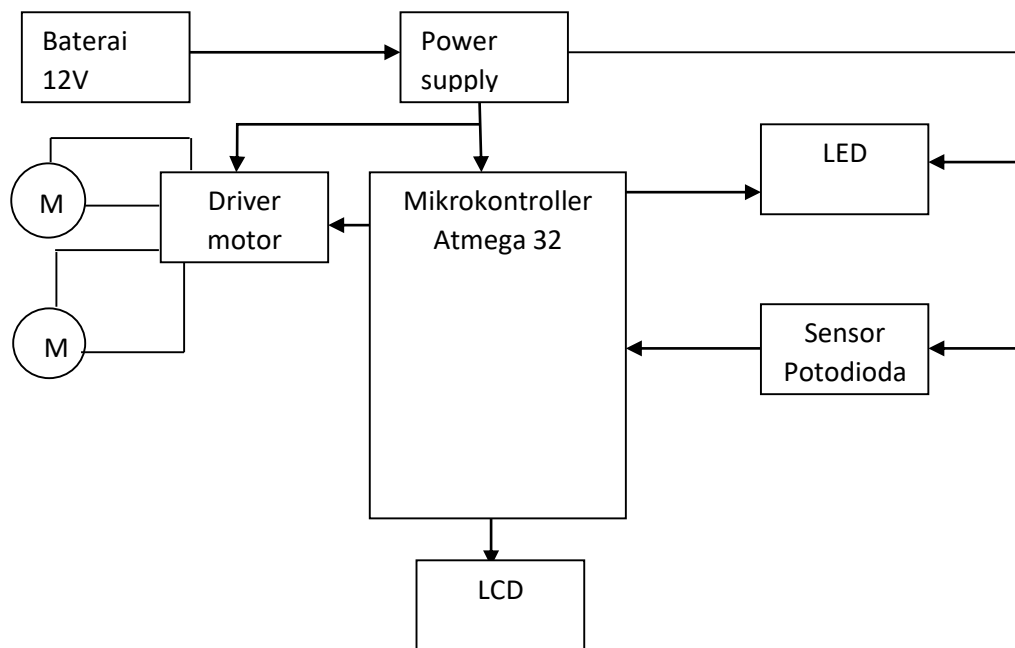 Baterai
12V
Power
supply
LED
M
Driver
motor
Mikrokontroller
Atmega 32
M
Sensor
Potodioda
LCD